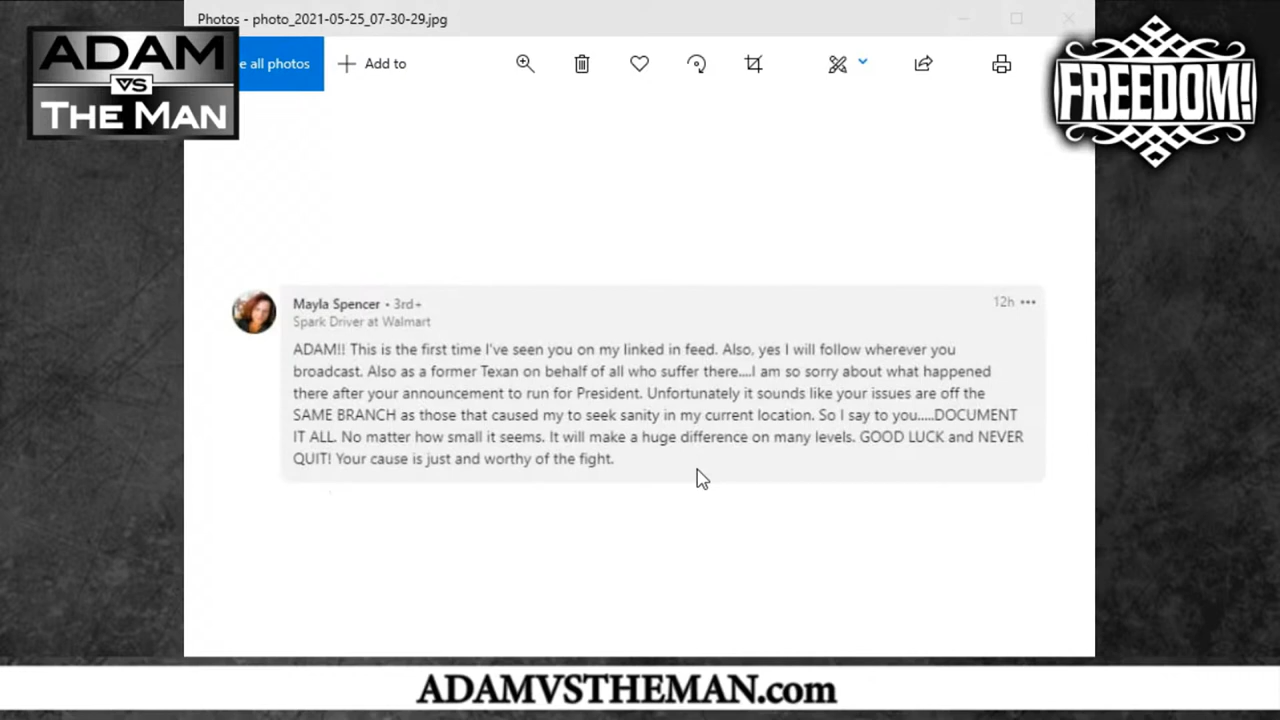 Photos - photo_2021-05-25_07-30-29.jpg
ADAM
VS
THE MAN
e all photos
Add to
FREEDOM!
Mayla Spencer • 3rd+
12h
Spark Driver at Walmart
ADAM!! This is the first time I've seen you on my linked in feed. Also, yes I will follow wherever you
broadcast. Also as a former Texan on behalf of all who suffer there....I am so sorry about what happened
there after your announcement to run for President. Unfortunately it sounds like your issues are off the
SAME BRANCH as those that caused my to seek sanity in my current location. So I say to you.....DOCUMENT
IT ALL. No matter how small it seems. It will make a huge difference on many levels. GOOD LUCK and NEVER
QUIT! Your cause is just and worthy of the fight.
ADAMVSTHEMAN.com